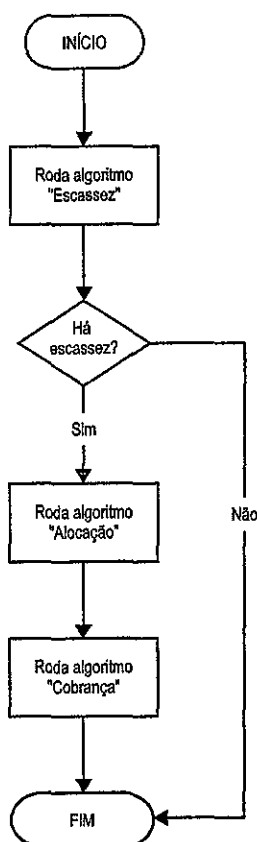 INÍCIO
Roda algoritmo
"Escassez"
Há
escassez?
Sim
Roda algoritmo
"Alocação"
Não
Roda algoritmo
"Cobrança"
FIM